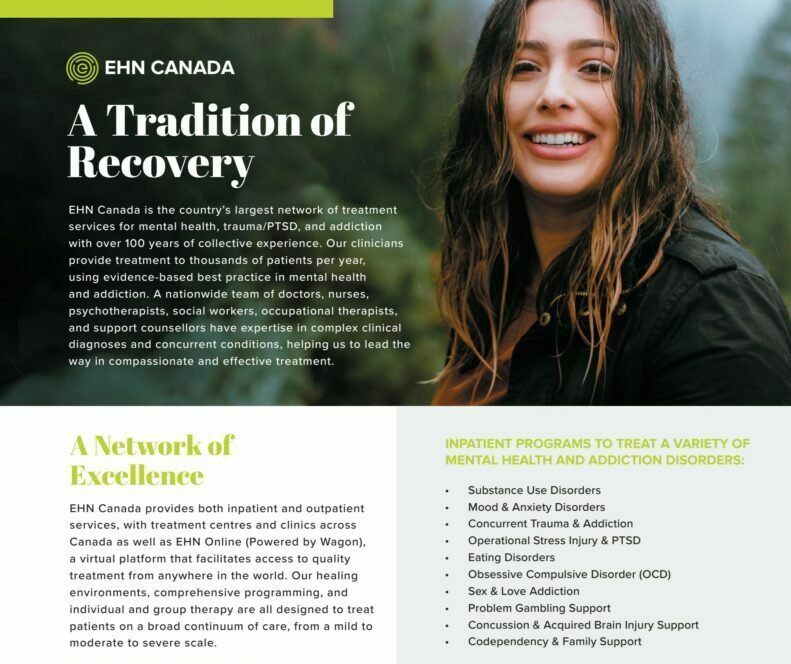 EHN CANADA
A Tradition of
Recovery
EHN Canada is the country's largest network of treatment
services for mental health, trauma/PTSD, and addiction
with over 100 years of collective experience. Our clinicians
provide treatment to thousands of patients per year,
using evidence-based best practice in mental health
and addiction. A nationwide team of doctors, nurses,
psychotherapists, social workers, occupational therapists,
and support counsellors have expertise in complex clinical
diagnoses and concurrent conditions, helping us to lead the
way in compassionate and effective treatment.
A Network of
Excellence
EHN Canada provides both inpatient and outpatient
services, with treatment centres and clinics across
Canada as well as EHN Online (Powered by Wagon),
a virtual platform that facilitates access to quality
treatment from anywhere in the world. Our healing
environments, comprehensive programming, and
individual and group therapy are all designed to treat
patients on a broad continuum of care, from a mild to
moderate to severe scale.
INPATIENT PROGRAMS TO TREAT A VARIETY OF
MENTAL HEALTH AND ADDICTION DISORDERS:
• Substance Use Disorders
• Mood & Anxiety Disorders
• Concurrent Trauma & Addiction
• Operational Stress Injury & PTSD
• Eating Disorders
• Obsessive Compulsive Disorder (OCD)
• Sex & Love Addiction
• Problem Gambling Support
• Concussion & Acquired Brain Injury Support
• Codependency & Family Support